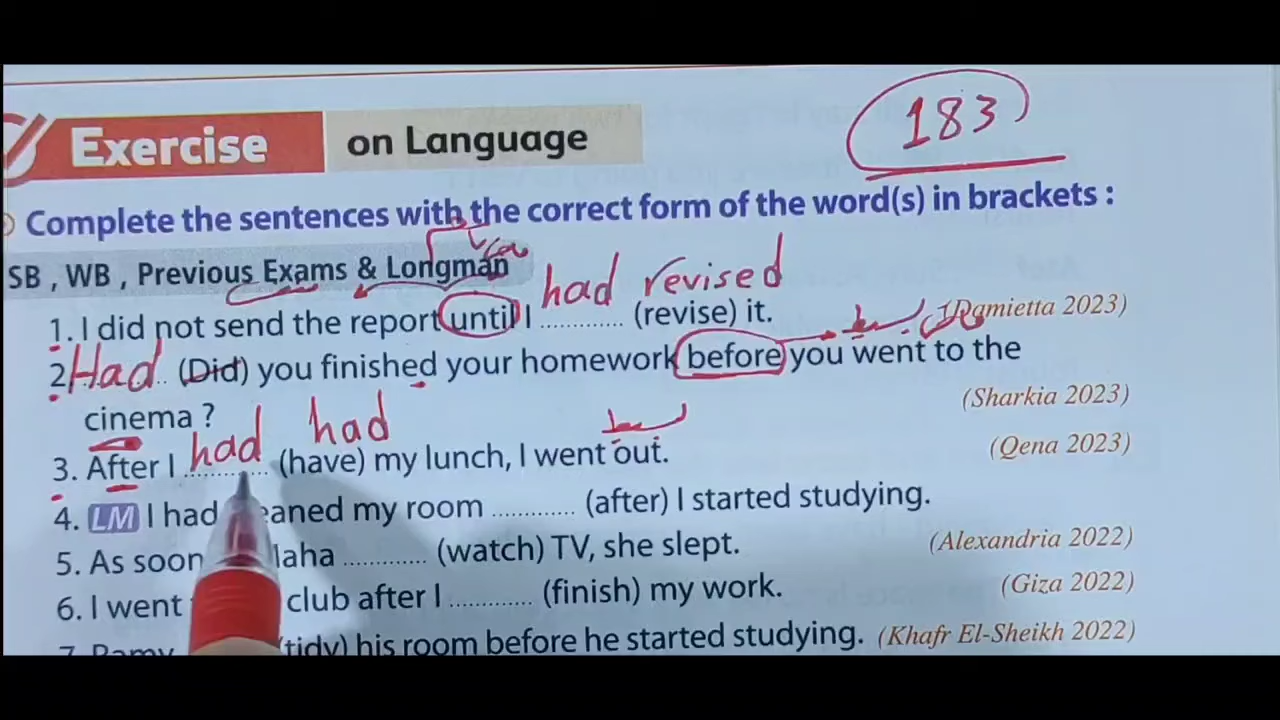 183
Exercise on Language
Complete the sentences with the correct form of the word(s) in brackets :
SB , WB , Previous Exams & Longman
had revised
1. I did not send the report until I ............ (revise) it. (Damietta 2023)
2. Had .. (Did) you finished your homework before you went to the
cinema ? (Sharkia 2023)
had had بسيط
3. After I ............ (have) my lunch, I went out. (Qena 2023)
4. LM I had eaned my room ............ (after) I started studying.
5. As soon laha ............ (watch) TV, she slept. (Alexandria 2022)
6. I went club after I ............ (finish) my work. (Giza 2022)
7. Ramy (tidy) his room before he started studying. (Khafr El-Sheikh 2022)